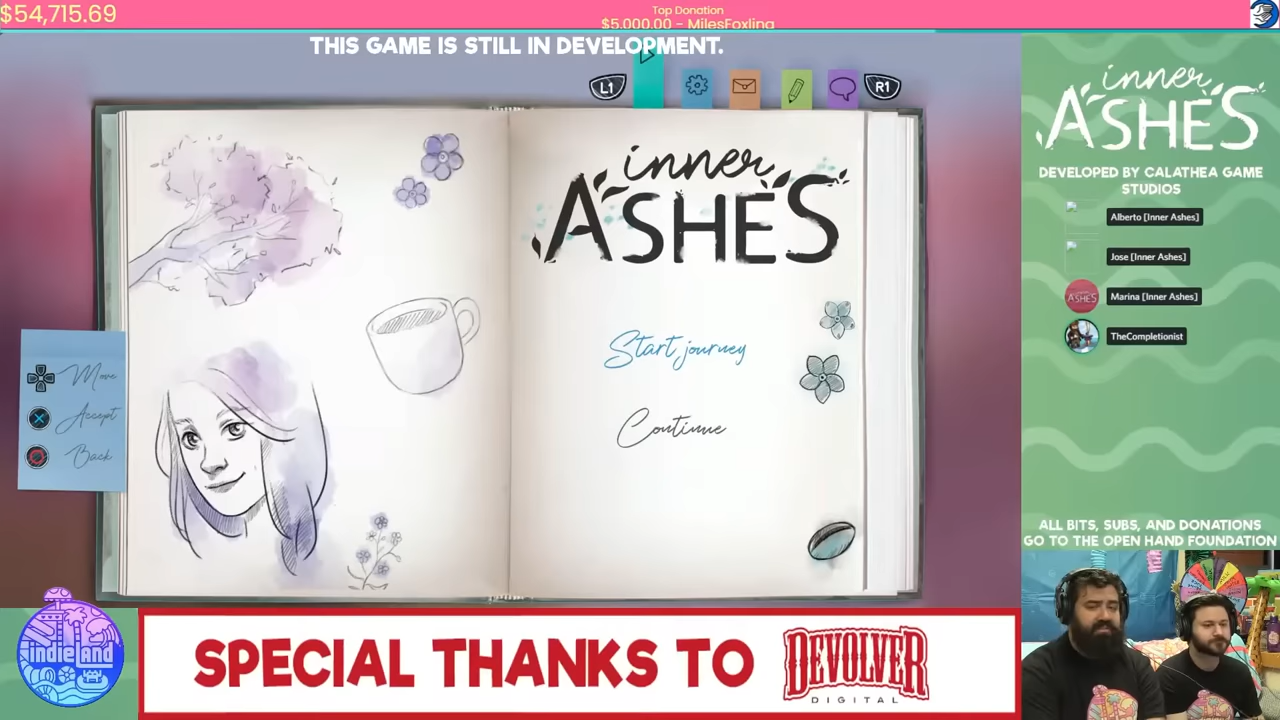 $54,715.69
Top Donation
$5,000.00 - MilesFoxling
THIS GAME IS STILL IN DEVELOPMENT.
L1
R1
inner
ASHES
Start journey
Continue
Move
Accept
Back
inner
ASHES
DEVELOPED BY CALATHEA GAME
STUDIOS
Alberto [Inner Ashes]
Jose [Inner Ashes]
ASHES
Marina [Inner Ashes]
TheCompletionist
ALL BITS, SUBS, AND DONATIONS
GO TO THE OPEN HAND FOUNDATION
indieland
SPECIAL THANKS TO
DEVOLVER
DIGITAL